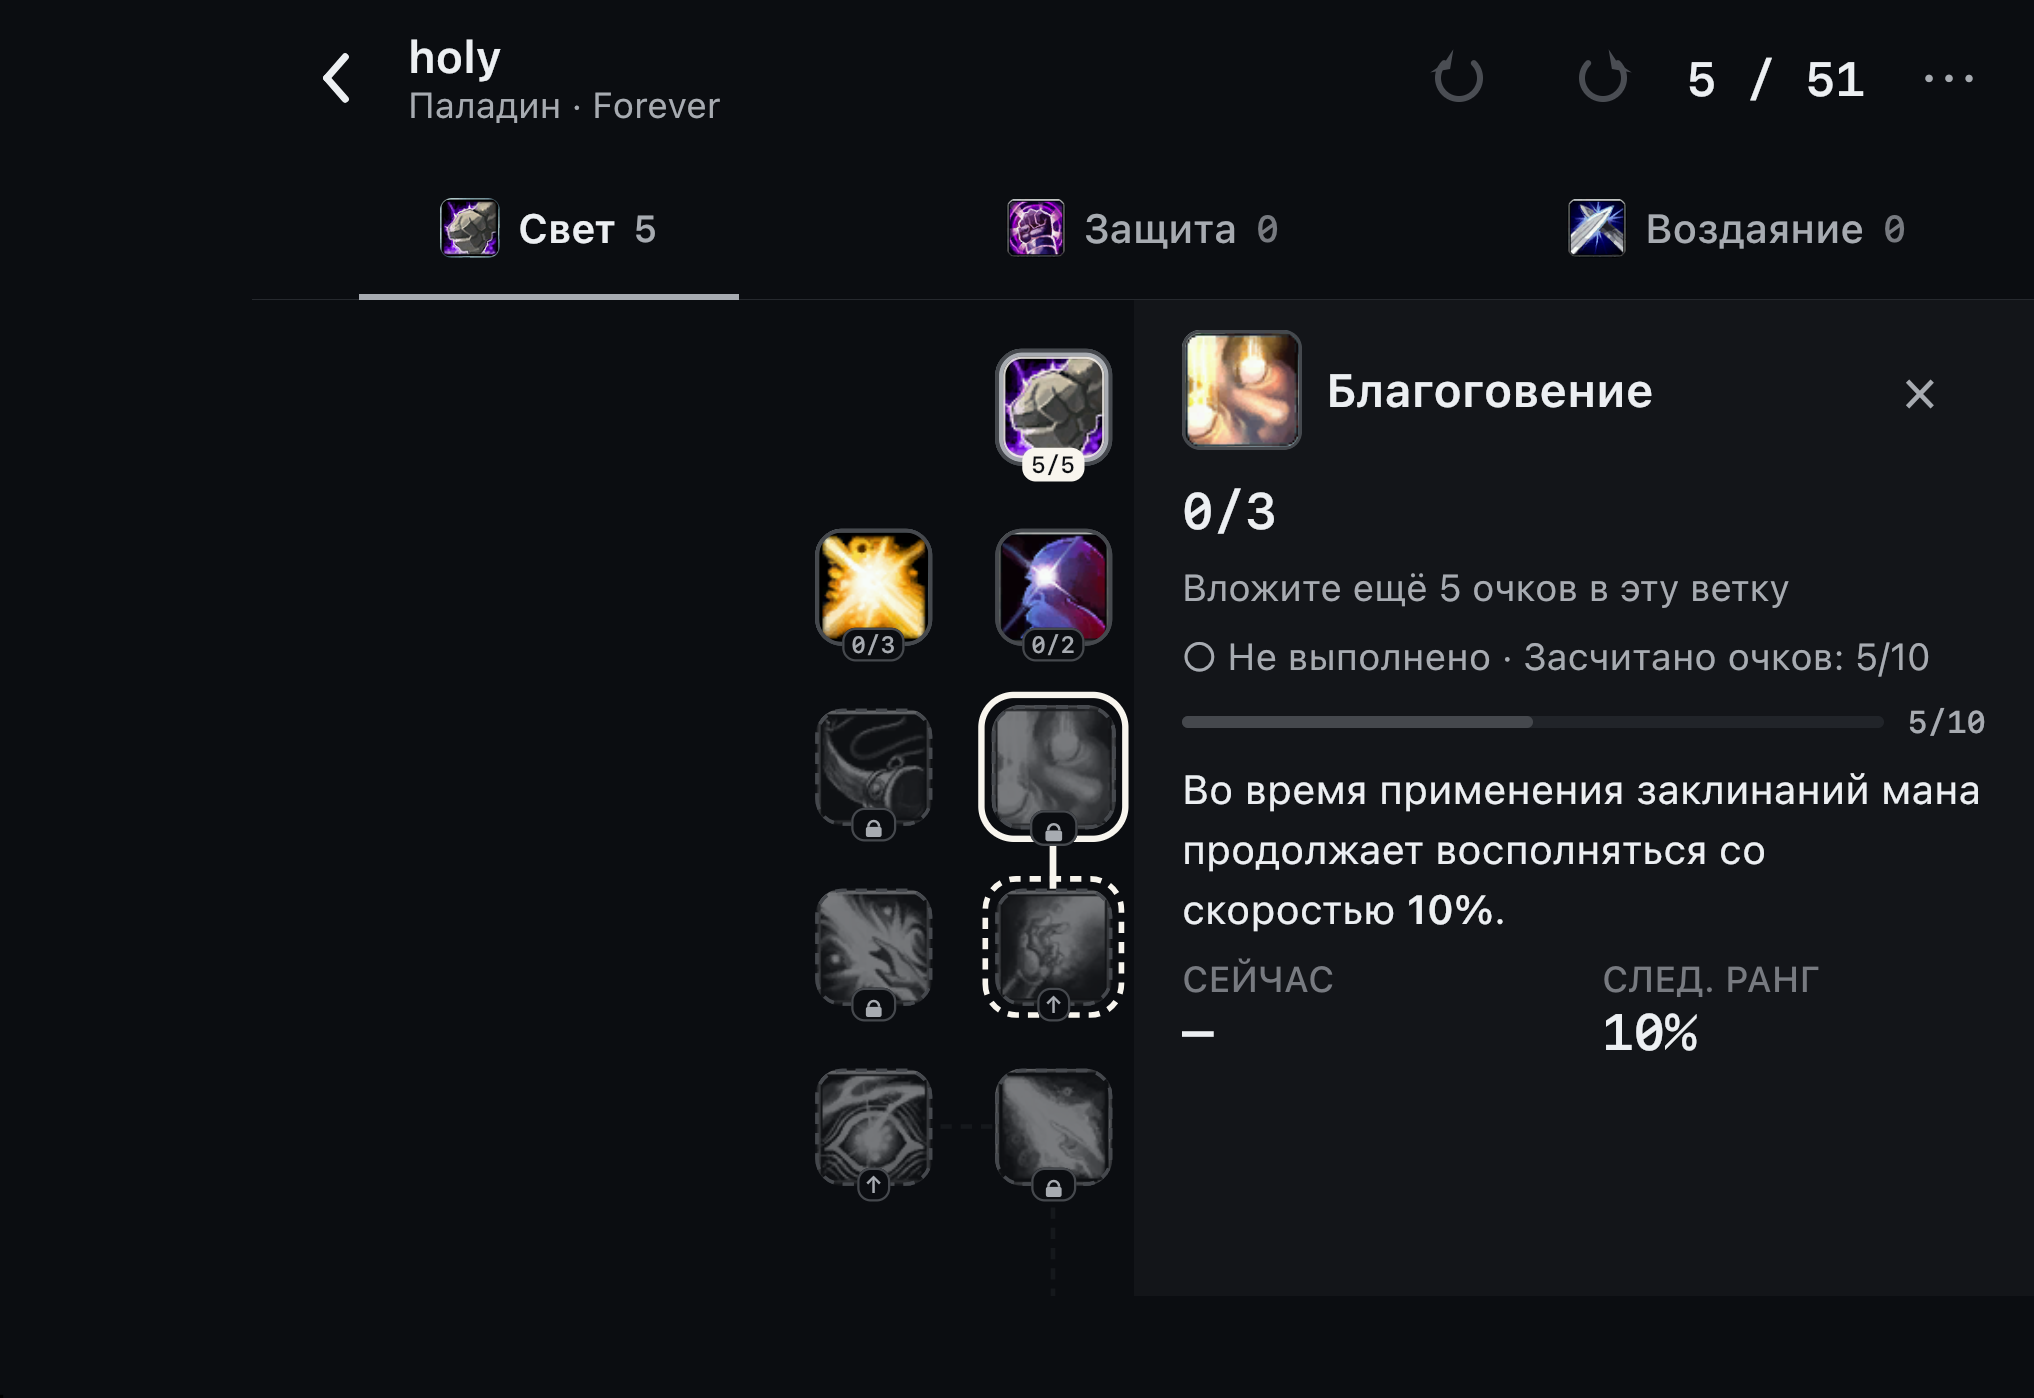 holy
Паладин · Forever
5 / 51
Свет 5
Защита 0
Воздаяние 0
5/5
0/3
0/2
Благоговение
0/3
Вложите ещё 5 очков в эту ветку
Не выполнено · Засчитано очков: 5/10
5/10
Во время применения заклинаний мана
продолжает восполняться со
скоростью 10%.
СЕЙЧАС
—
СЛЕД. РАНГ
10%